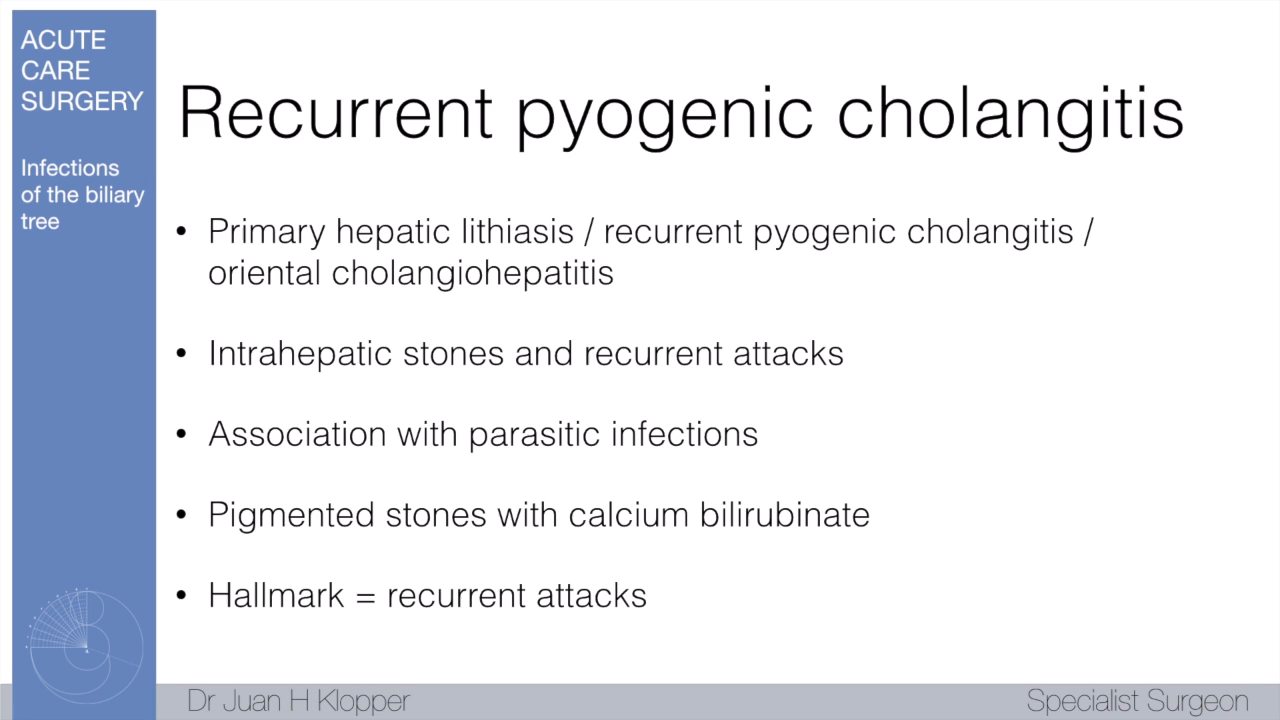 ACUTE
CARE
SURGERY
Infections
of the biliary
tree
Recurrent pyogenic cholangitis
• Primary hepatic lithiasis / recurrent pyogenic cholangitis /
oriental cholangiohepatitis
• Intrahepatic stones and recurrent attacks
• Association with parasitic infections
• Pigmented stones with calcium bilirubinate
• Hallmark = recurrent attacks
Dr Juan H Klopper
Specialist Surgeon